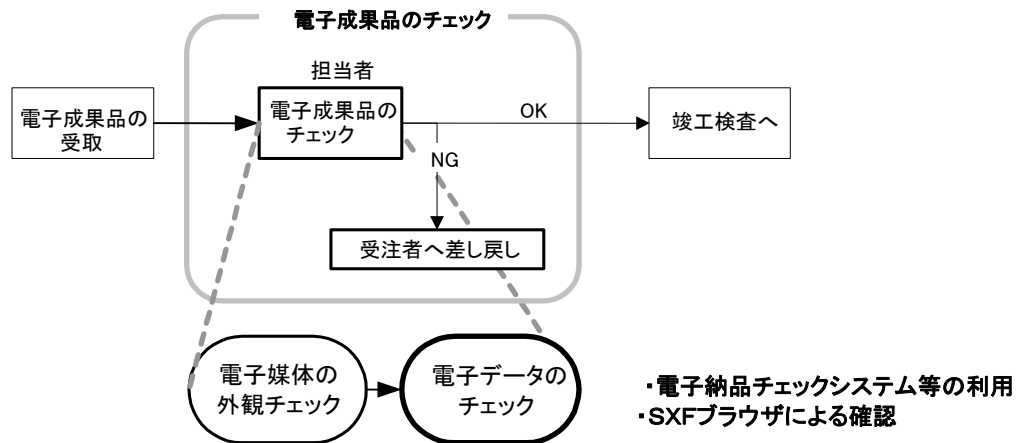 電子成果品のチェック
担当者
電子成果品の
受取
電子成果品の
チェック
OK
竣工検査へ
NG
受注者へ差し戻し
電子媒体の
外観チェック
電子データの
チェック
・電子納品チェックシステム等の利用
・SXFブラウザによる確認